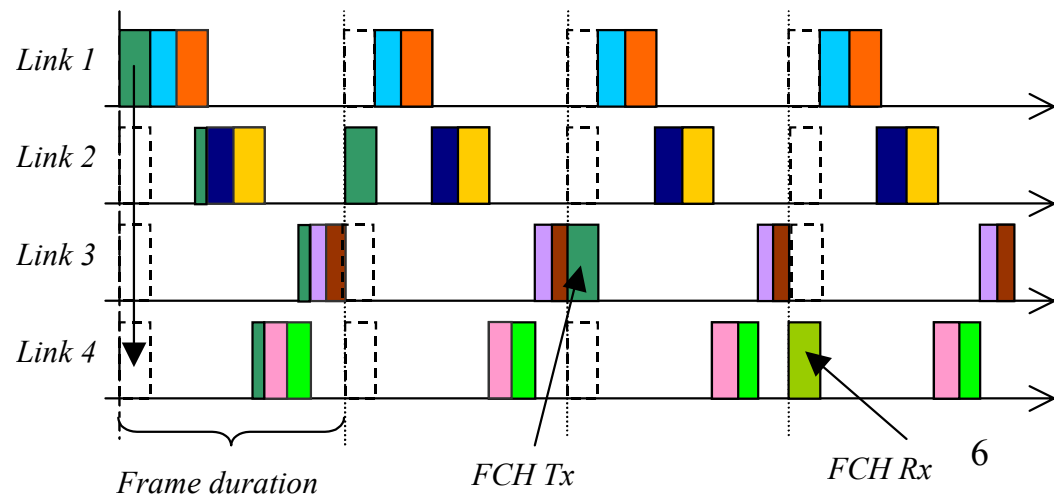 Link 1
Link 2
Link 3
Link 4
Frame duration
FCH Tx
FCH Rx
6